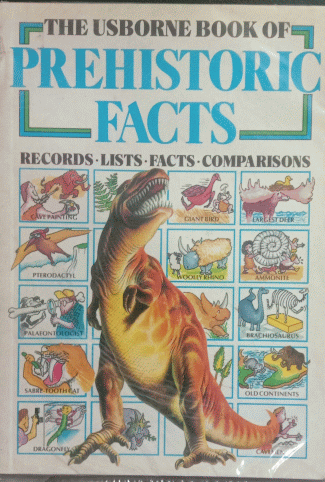 THE USBORNE BOOK OF
PREHISTORIC
FACTS
RECORDS · LISTS · FACTS · COMPARISONS
CAVE PAINTING
GIANT BIRD
LARGEST DEER
PTERODACTYL
WOOLLY RHINO
AMMONITE
PALAEONTOLOGIST
BRACHIOSAURUS
SABRE-TOOTH CAT
OLD CONTINENTS
DRAGONFLY